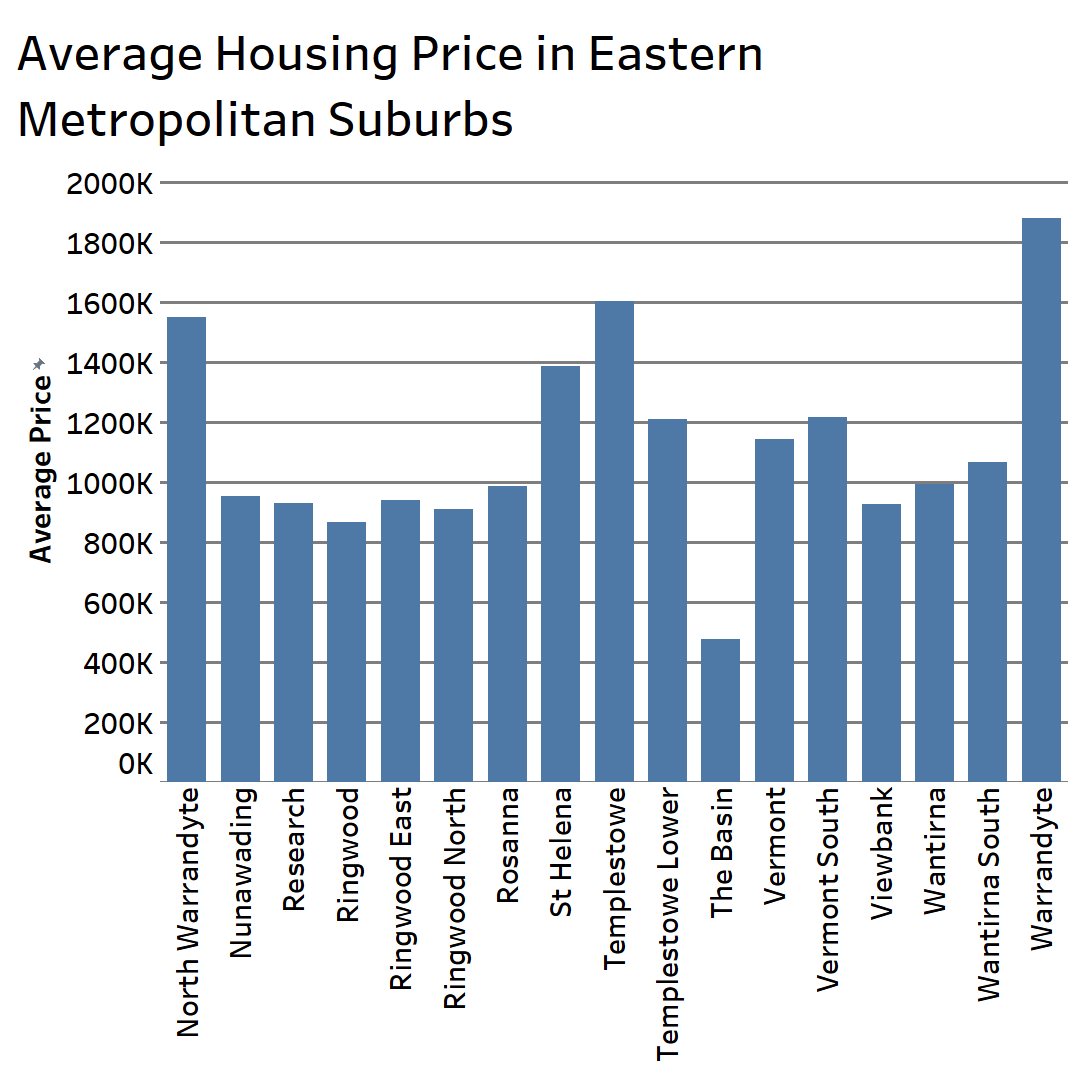 Average Housing Price in Eastern
Metropolitan Suburbs
2000K
1800K
1600K
1400K
1200K
1000K
800K
600K
400K
200K
0K
Average Price
North Warrandyte
Nunawading
Research
Ringwood
Ringwood East
Ringwood North
Rosanna
St Helena
Templestowe
Templestowe Lower
The Basin
Vermont
Vermont South
Viewbank
Wantirna
Wantirna South
Warrandyte